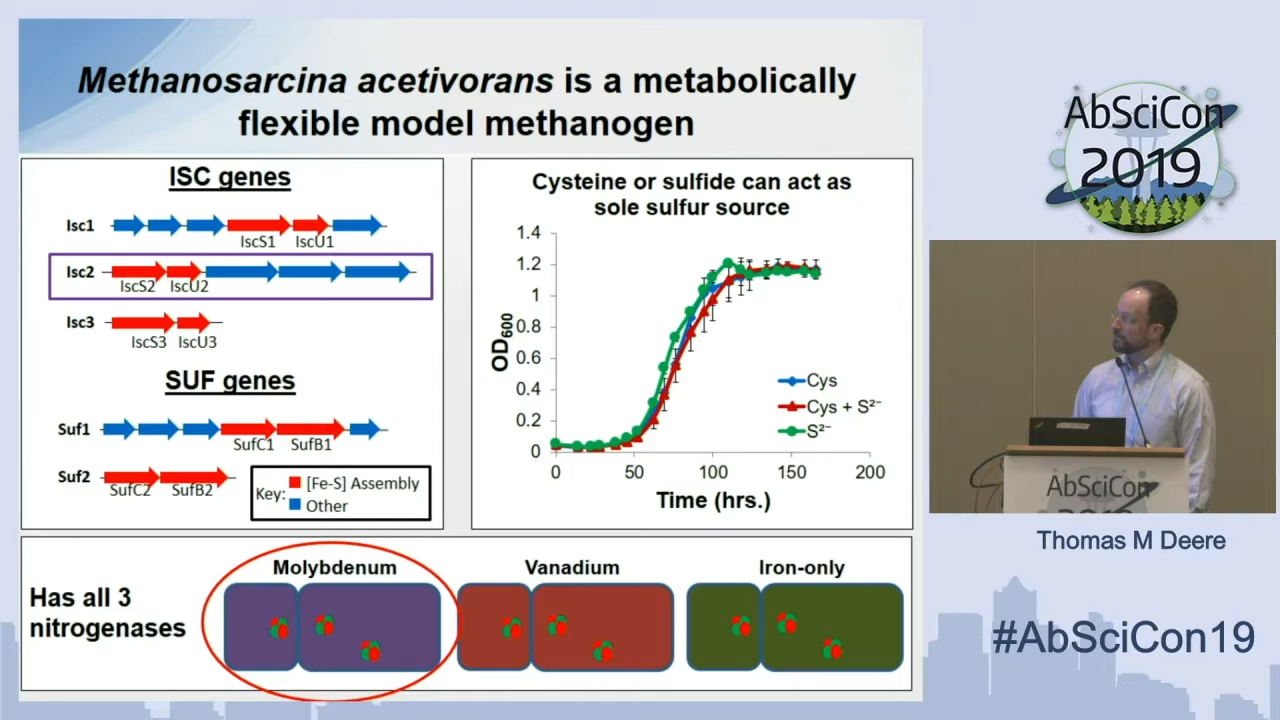 Methanosarcina acetivorans is a metabolically
flexible model methanogen
ISC genes
Isc1
IscS1 IscU1
Isc2
IscS2 IscU2
Isc3
IscS3 IscU3
SUF genes
Suf1
SufC1 SufB1
Suf2
SufC2 SufB2
Key:
[Fe-S] Assembly
Other
Cysteine or sulfide can act as
sole sulfur source
1.4
1.2
1
0.8
0.6
0.4
0.2
0
OD600
0 50 100 150 200
Time (hrs.)
Cys
Cys + S²⁻
S²⁻
Has all 3
nitrogenases
Molybdenum
Vanadium
Iron-only
AbSciCon
2019
AbSciCon
Thomas M Deere
#AbSciCon19